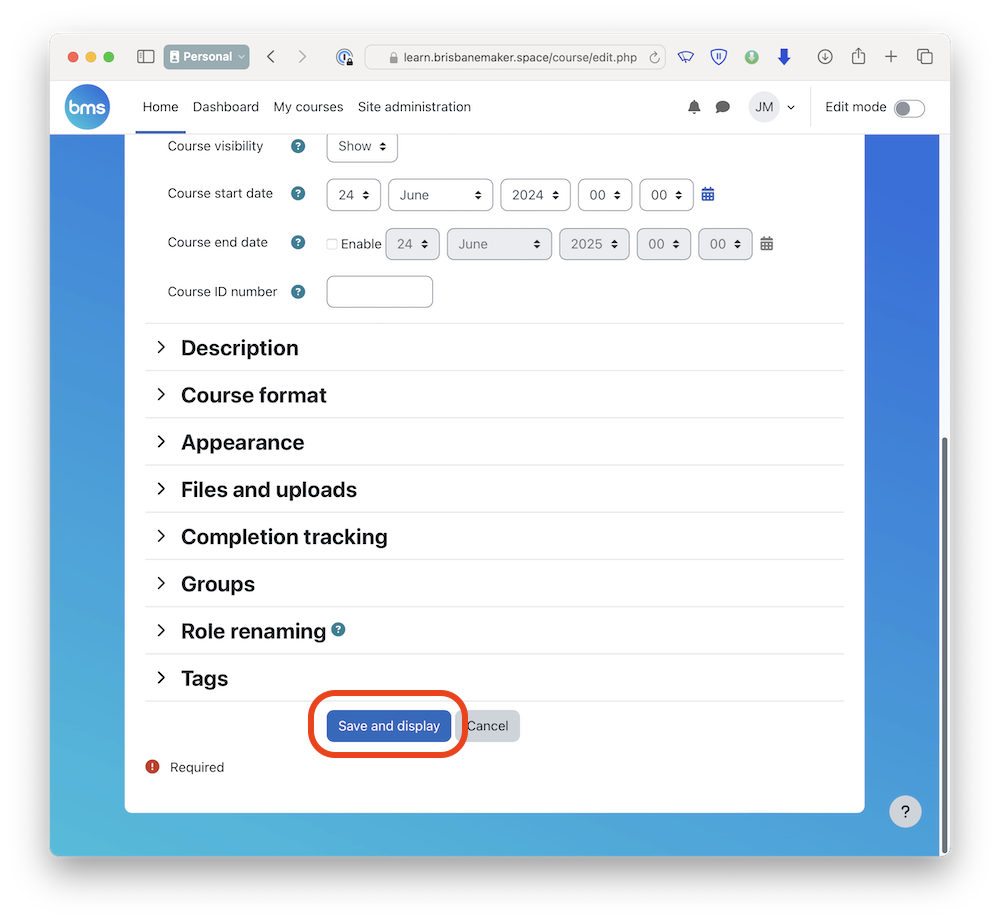 Personal
learn.brisbanemaker.space/course/edit.php
bms Home Dashboard My courses Site administration JM Edit mode
Course visibility ? Show
Course start date ? 24 June 2024 00 00
Course end date ? Enable 24 June 2025 00 00
Course ID number ?
Description
Course format
Appearance
Files and uploads
Completion tracking
Groups
Role renaming ?
Tags
Save and display Cancel
! Required
?